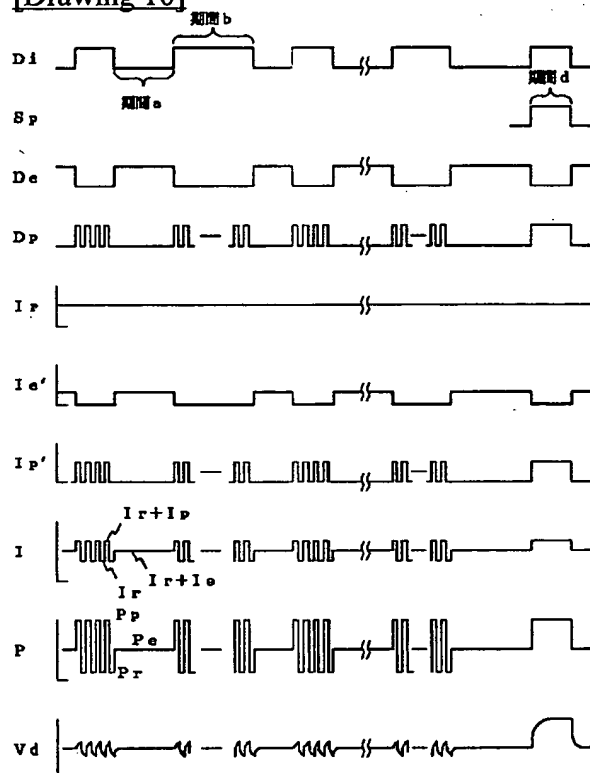 [Drawing 10]
期間b
Di
期間a
期間d
Sp
De
Dp
Ir
Ie'
Ip'
Ir+Ip
I
Ir+Ie
Ir
Pp
P
Pe
Pr
Vd